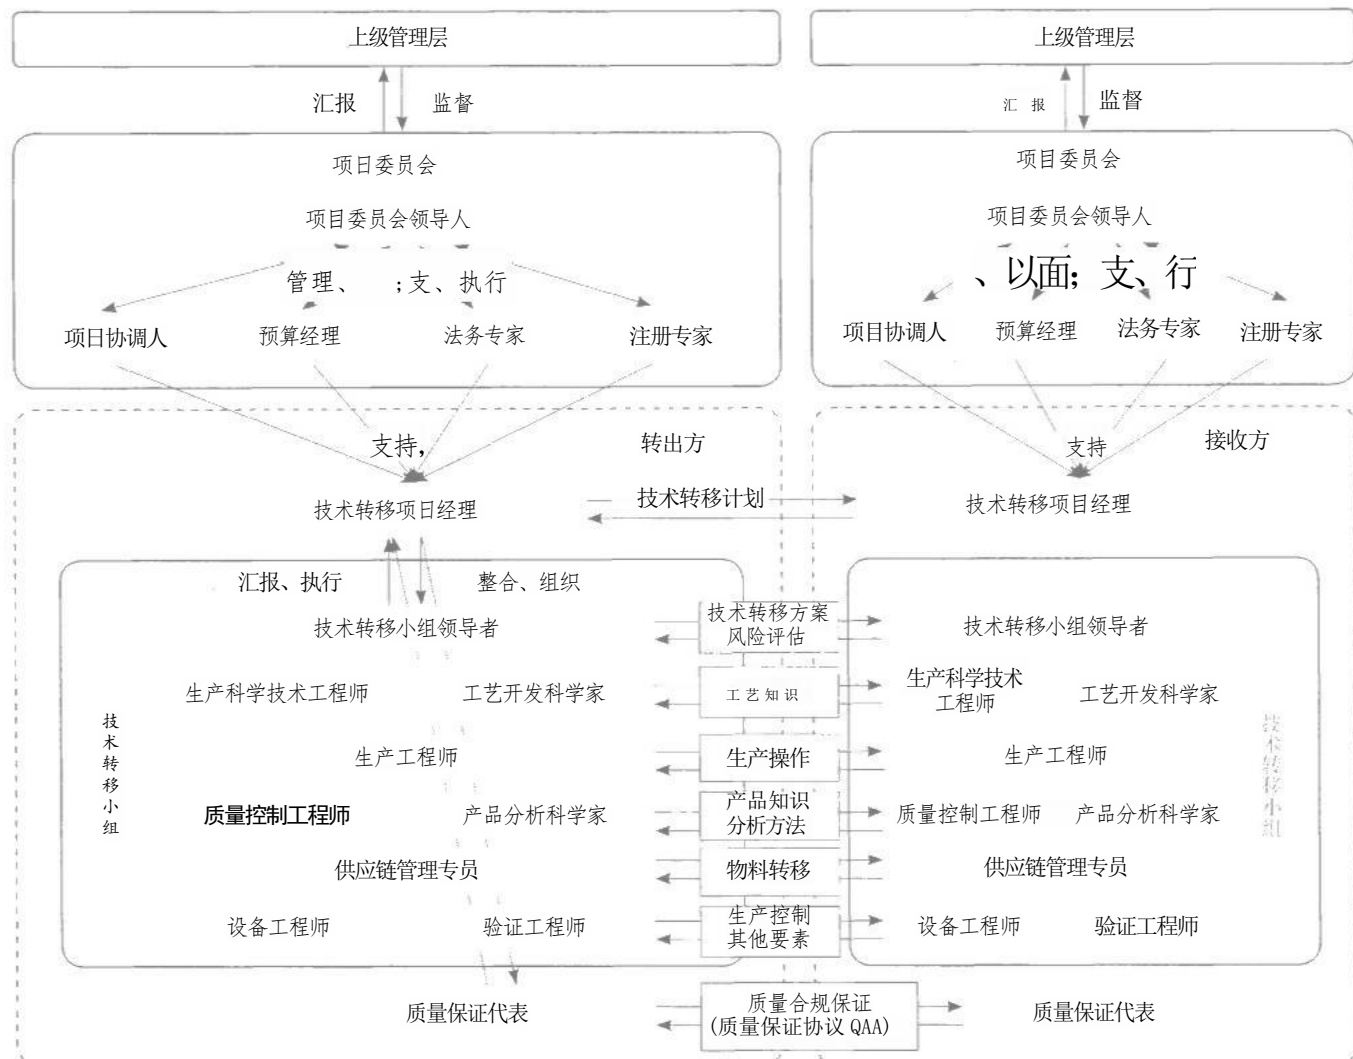 上级管理层
上级管理层
汇报
监督
汇 报
监督
项日委员会
项目委员会
项目委员会领导人
项目委员会领导人
管理、 ;支、执行
、以面; 支、行
项日协调人
预算经理
法务专家
注册专家
项目协调人
预算经理
法务专家
注册专家
支持，
转出方
支持
接收方
技术转移项日经理
技术转移计划
技术转移项目经理
汇报、执行
整合、组织
技术转移小组领导者
技术转移方案
风险评估
技术转移小组领导者
生产科学技术工程师
工艺开发科学家
工艺知识
生产科学技术
工程师
工艺开发科学家
技术转移小组
技术转移小组
生产工程师
生产操作
生产工程师
质量控制工程师
产品分析科学家
产品知识
分析方法
质量控制工程师
产品分析科学家
供应链管理专员
物料转移
供应链管理专员
设备工程师
验证工程师
生产控制
其他要素
设备工程师
验证工程师
质量保证代表
质量合规保证
(质量保证协议 QAA)
质量保证代表